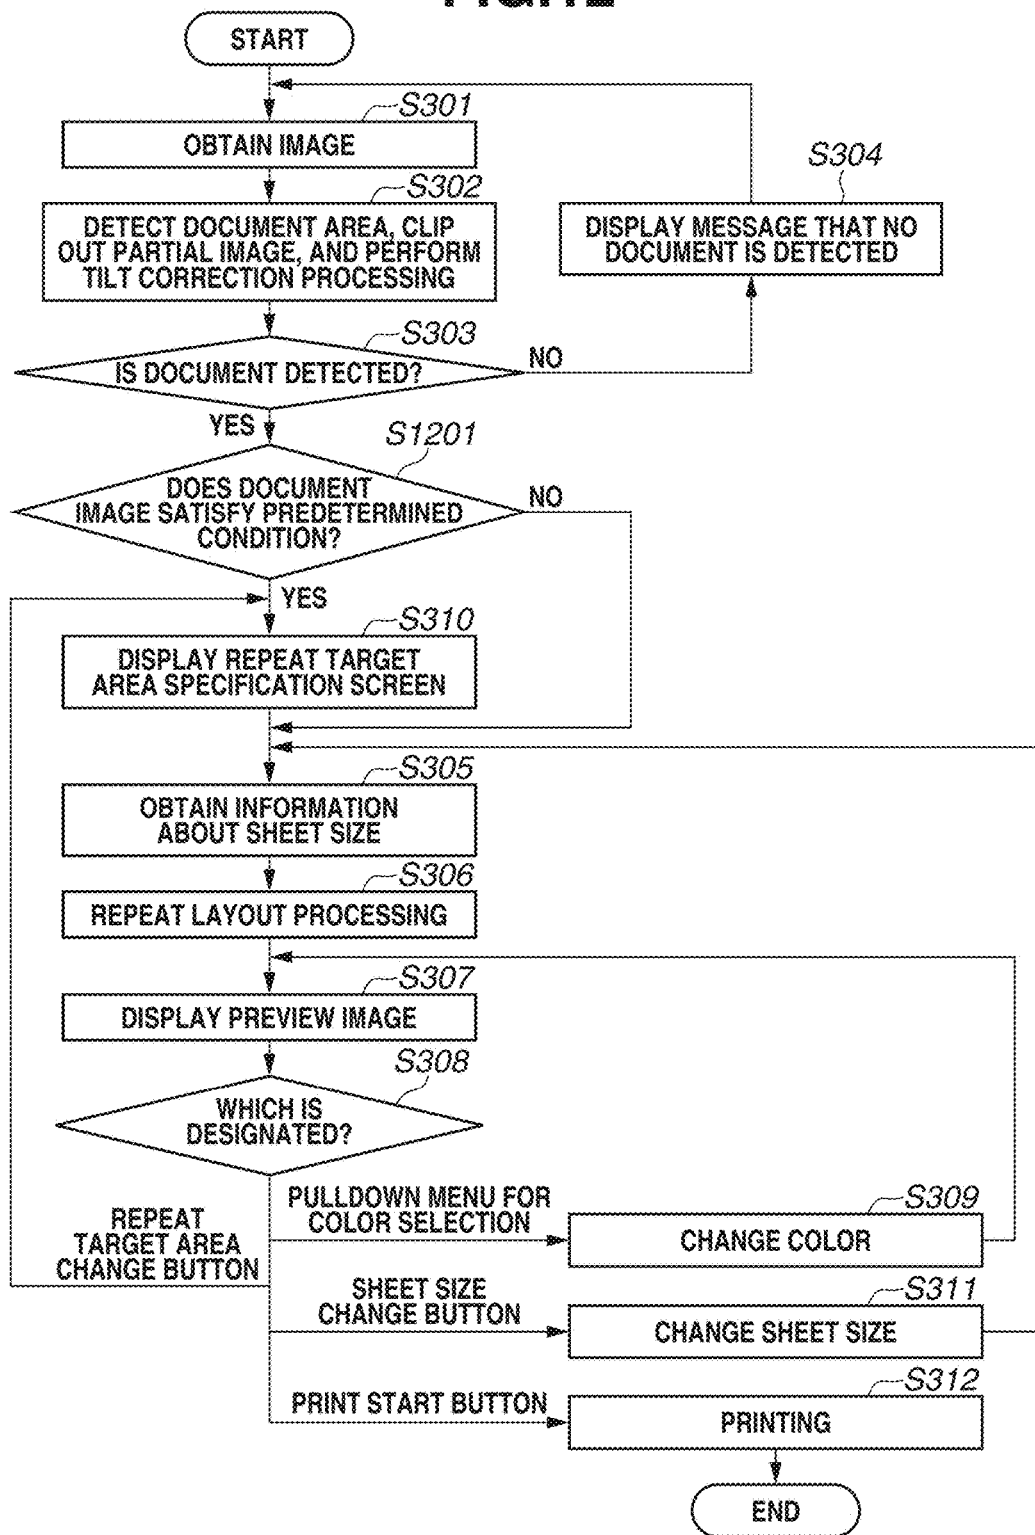 START
S301
OBTAIN IMAGE
S304
S302
DETECT DOCUMENT AREA, CLIP
OUT PARTIAL IMAGE, AND PERFORM
TILT CORRECTION PROCESSING
DISPLAY MESSAGE THAT NO
DOCUMENT IS DETECTED
S303
IS DOCUMENT DETECTED?
NO
YES
S1201
DOES DOCUMENT
IMAGE SATISFY PREDETERMINED
CONDITION?
NO
YES
S310
DISPLAY REPEAT TARGET
AREA SPECIFICATION SCREEN
S305
OBTAIN INFORMATION
ABOUT SHEET SIZE
S306
REPEAT LAYOUT PROCESSING
S307
DISPLAY PREVIEW IMAGE
S308
WHICH IS
DESIGNATED?
REPEAT
TARGET AREA
CHANGE BUTTON
PULLDOWN MENU FOR
COLOR SELECTION
S309
CHANGE COLOR
SHEET SIZE
CHANGE BUTTON
S311
CHANGE SHEET SIZE
PRINT START BUTTON
S312
PRINTING
END